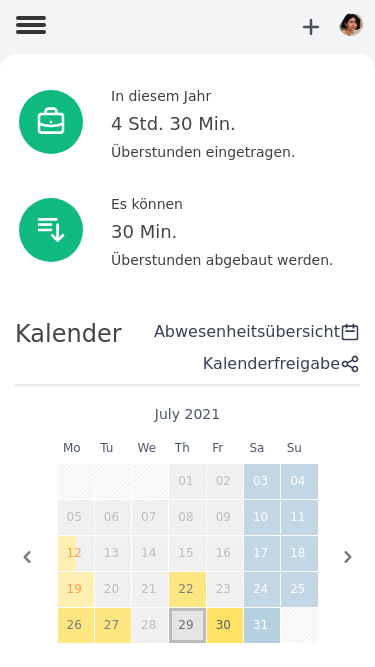 In diesem Jahr
4 Std. 30 Min.
Überstunden eingetragen.
Es können
30 Min.
Überstunden abgebaut werden.
Kalender
Abwesenheitsübersicht
Kalenderfreigabe
July 2021
Mo Tu We Th Fr Sa Su
01 02 03 04
05 06 07 08 09 10 11
12 13 14 15 16 17 18
19 20 21 22 23 24 25
26 27 28 29 30 31